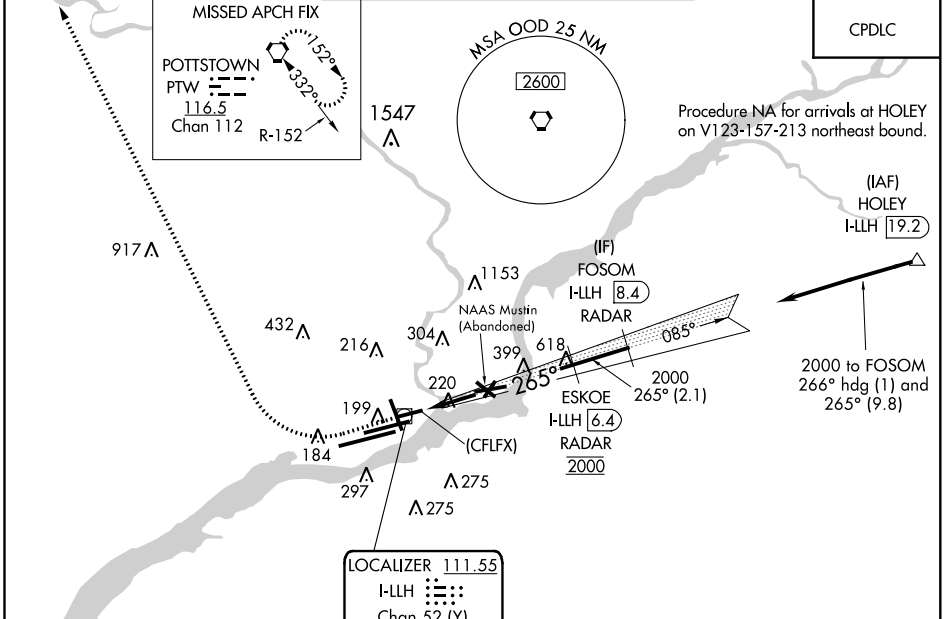 MISSED APCH FIX
POTTSTOWN
PTW
116.5
Chan 112
152°
332°
R-152
MSA OOD 25 NM
2600
CPDLC
Procedure NA for arrivals at HOLEY
on V123-157-213 northeast bound.
1547
(IAF)
HOLEY
I-LLH 19.2
917
1153
(IF)
FOSOM
I-LLH 8.4
RADAR
NAAS Mustin
(Abandoned)
432
216
304
399
618
085°
2000 to FOSOM
266° hdg (1) and
265° (9.8)
220
265°
2000
265° (2.1)
ESKOE
I-LLH 6.4
RADAR
2000
199
(CFLFX)
184
297
275
275
LOCALIZER 111.55
I-LLH
Chan 52 (Y)